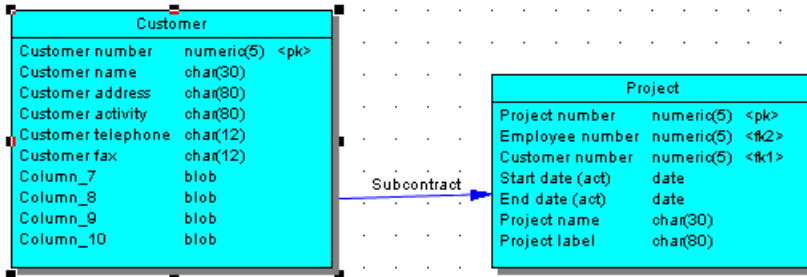 Customer
Customer number numeric(5) <pk>
Customer name char(30)
Customer address char(80)
Customer activity char(80)
Customer telephone char(12)
Customer fax char(12)
Column_7 blob
Column_8 blob
Column_9 blob
Column_10 blob
Subcontract
Project
Project number numeric(5) <pk>
Employee number numeric(5) <fk2>
Customer number numeric(5) <fk1>
Start date (act) date
End date (act) date
Project name char(30)
Project label char(80)